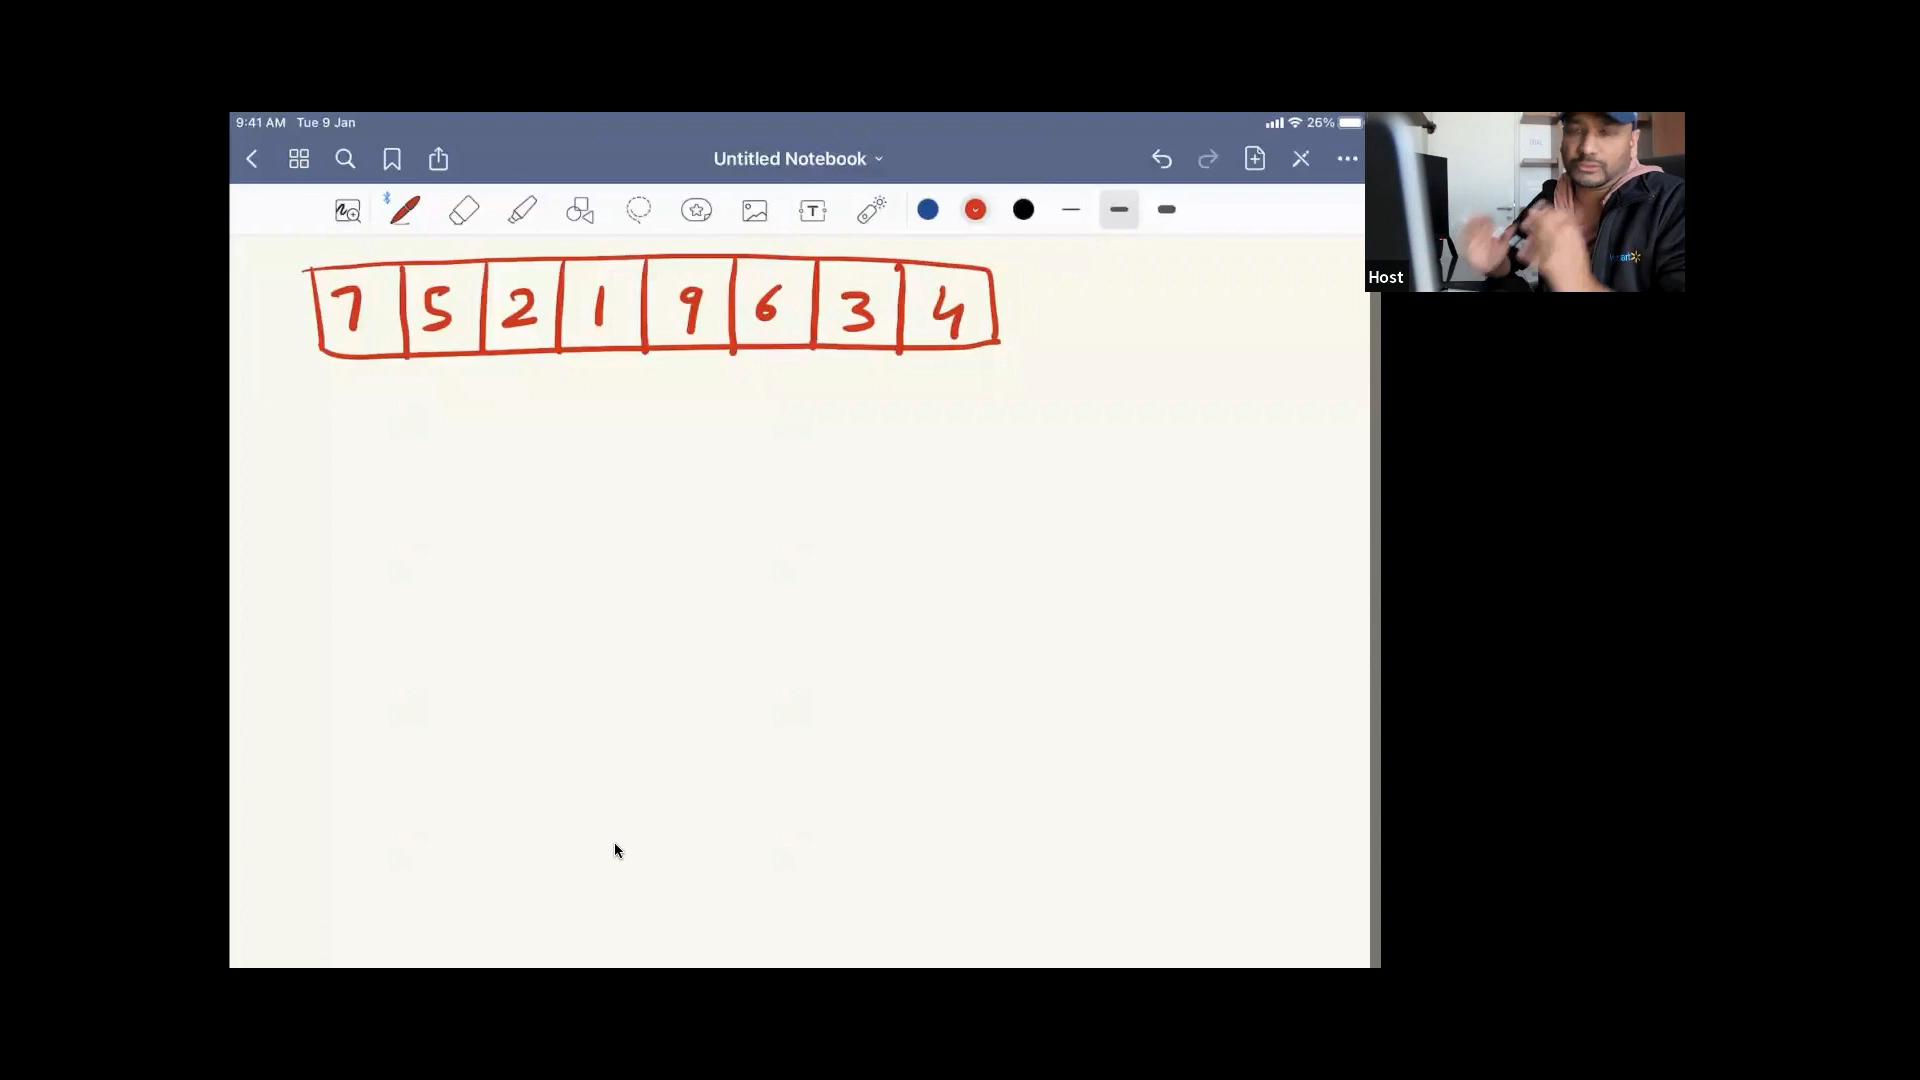 9:41 AM Tue 9 Jan
26%
Untitled Notebook
T
7 5 2 1 9 6 3 4
Host